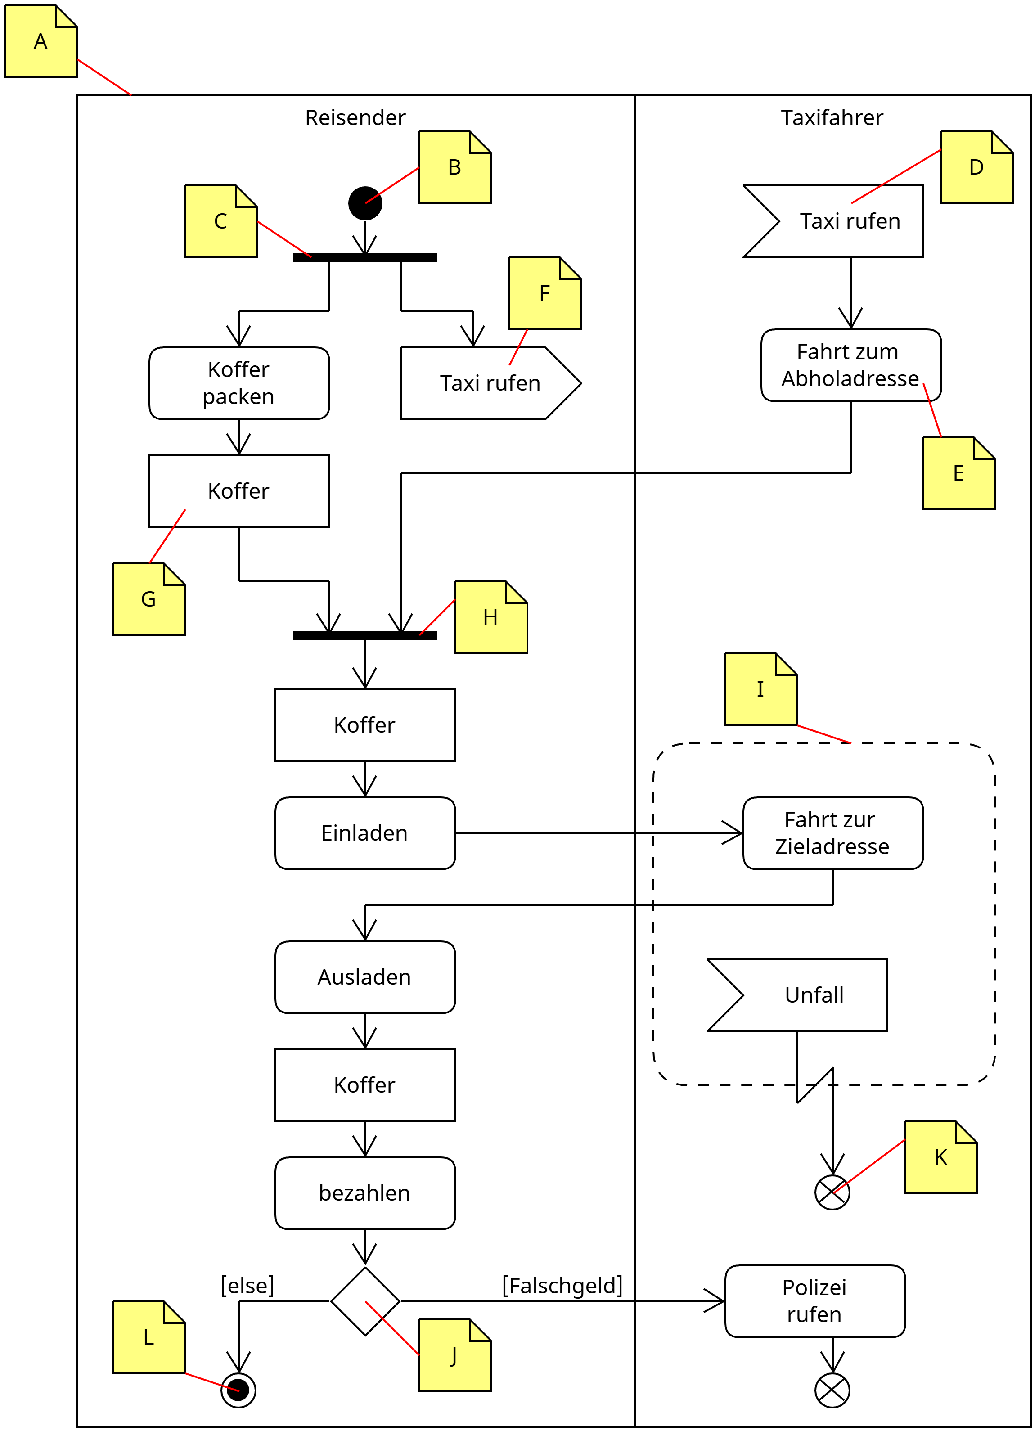 A
Reisender
Taxifahrer
B
D
C
Taxi rufen
F
Koffer
packen
Taxi rufen
Fahrt zum
Abholadresse
E
Koffer
G
H
I
Koffer
Einladen
Fahrt zur
Zieladresse
Ausladen
Unfall
Koffer
K
bezahlen
[else]
[Falschgeld]
Polizei
rufen
L
J